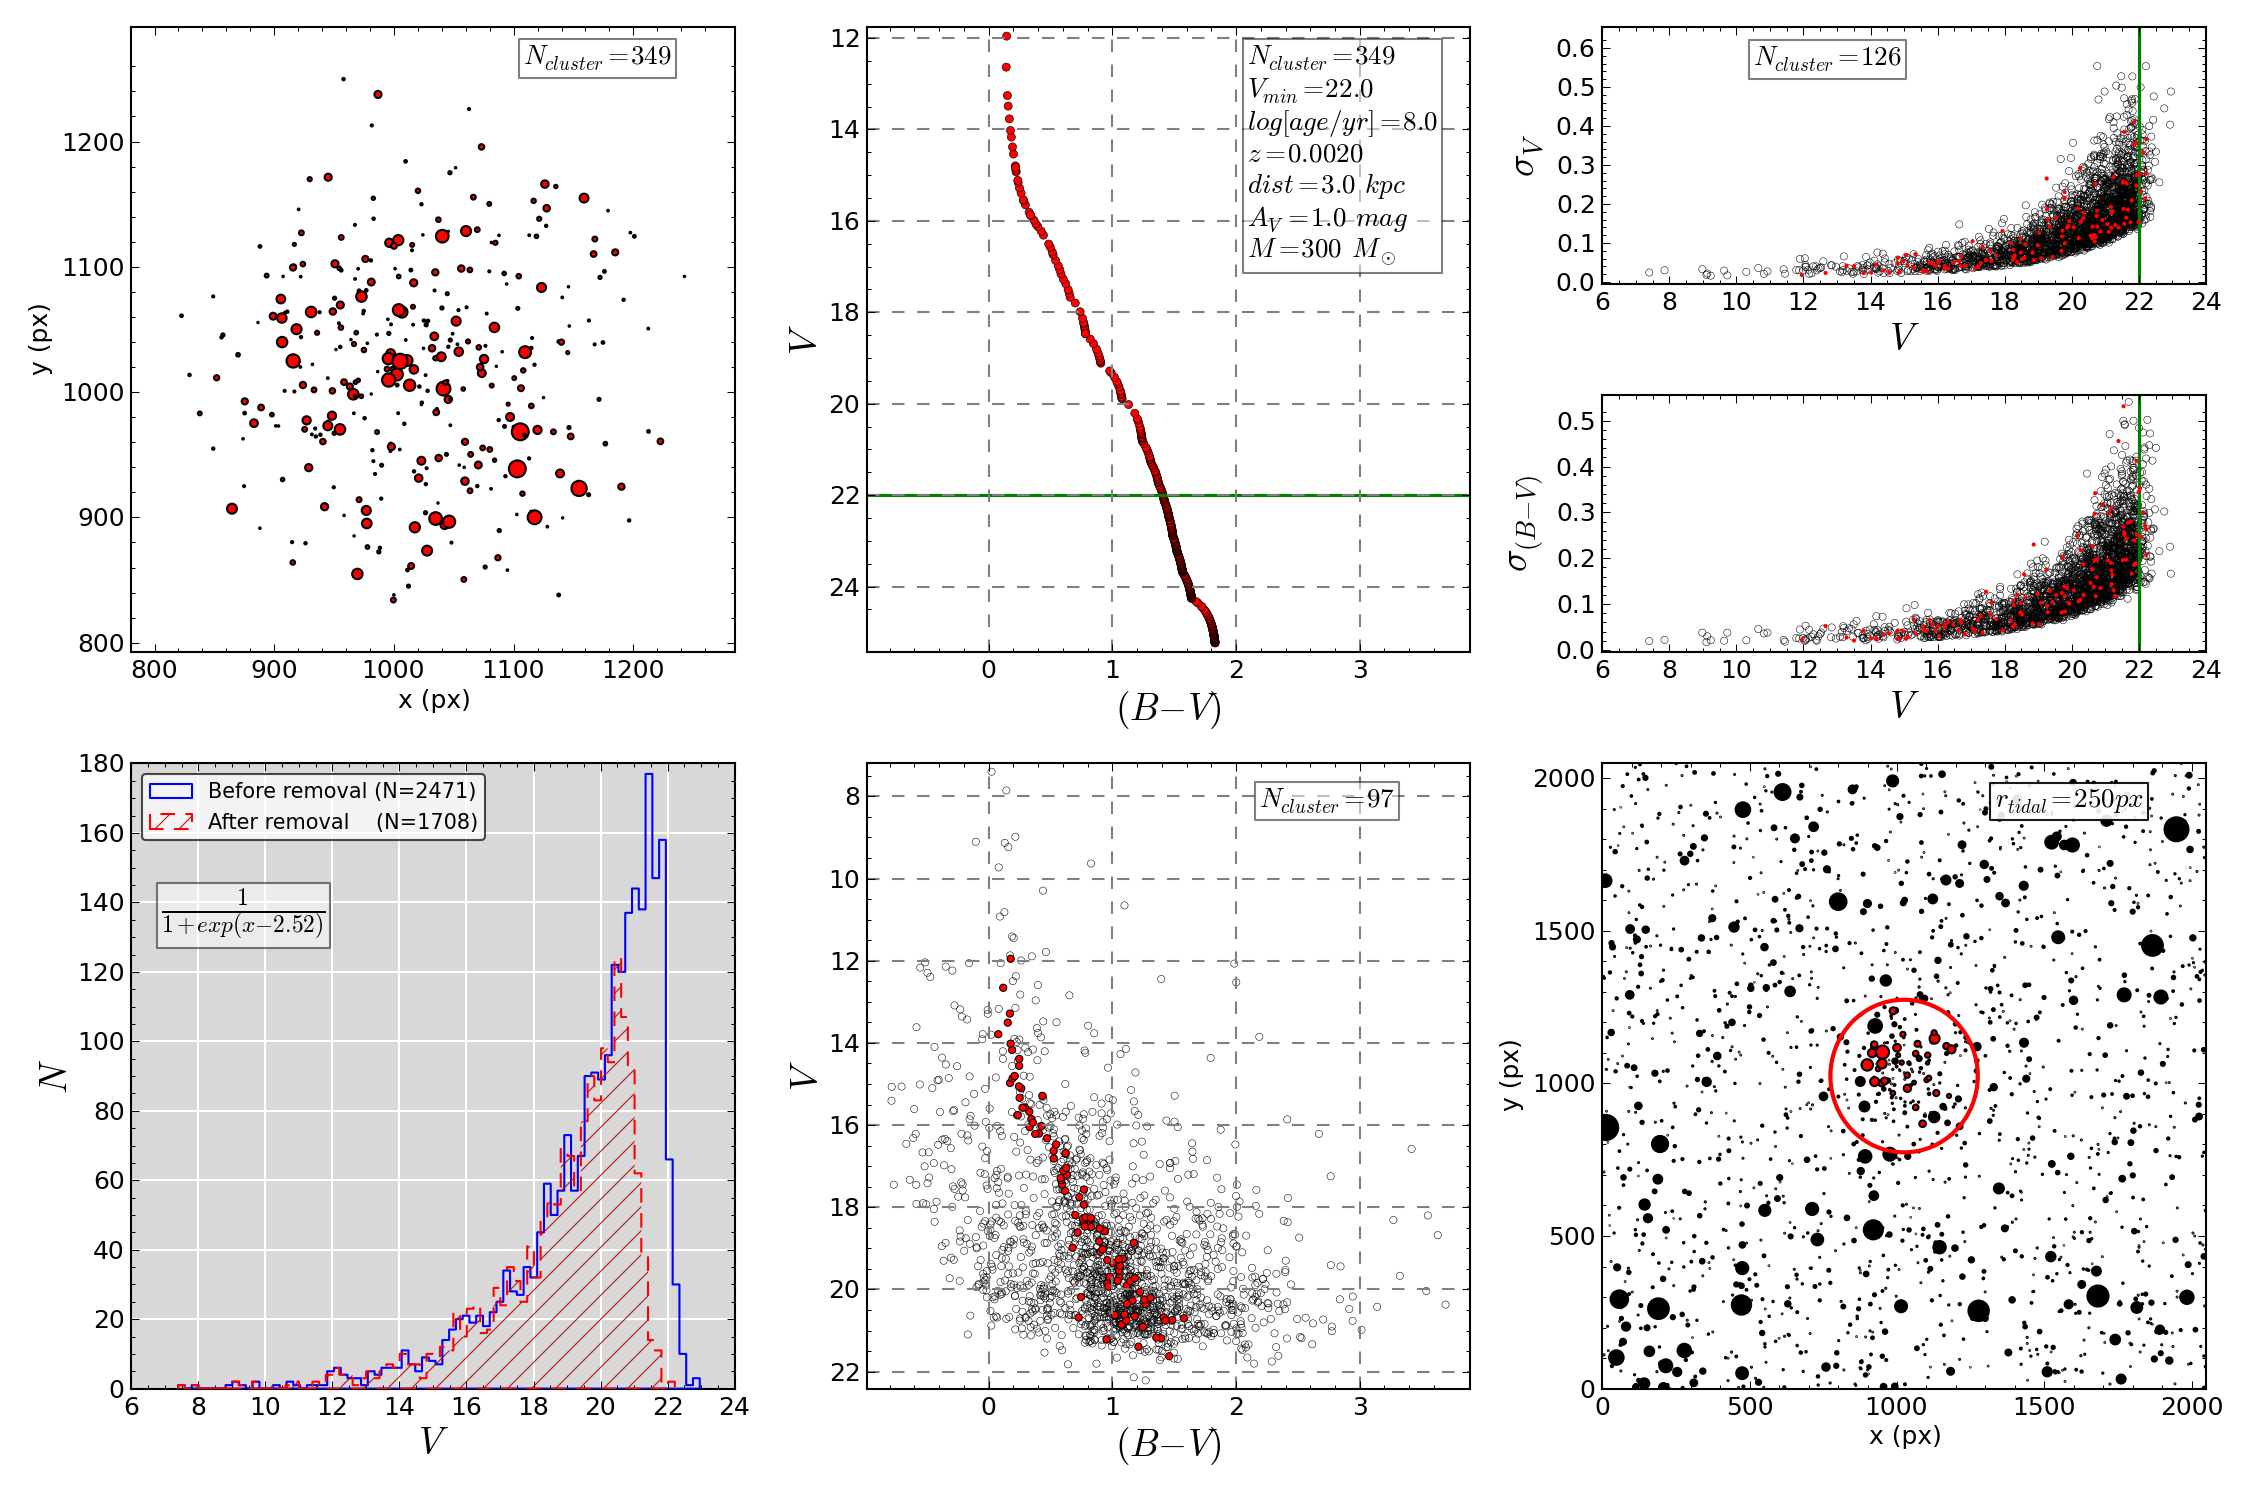 N_cluster=349
1200
1100
1000
900
800
y (px)
800 900 1000 1100 1200
x (px)
12
14
16
18
20
22
24
V
N_cluster=349
V_min=22.0
log[age/yr]=8.0
z=0.0020
dist=3.0 kpc
A_V=1.0 mag
M=300 M_⊙
0 1 2 3
(B−V)
0.6
0.5
0.4
0.3
0.2
0.1
0.0
σ_V
N_cluster=126
6 8 10 12 14 16 18 20 22 24
V
0.5
0.4
0.3
0.2
0.1
0.0
σ_(B−V)
6 8 10 12 14 16 18 20 22 24
V
180
160
140
120
100
80
60
40
20
0
N
Before removal (N=2471)
After removal (N=1708)
1
1+exp(x−2.52)
6 8 10 12 14 16 18 20 22 24
V
8
10
12
14
16
18
20
22
V
N_cluster=97
0 1 2 3
(B−V)
2000
1500
1000
500
0
y (px)
r_tidal=250px
0 500 1000 1500 2000
x (px)